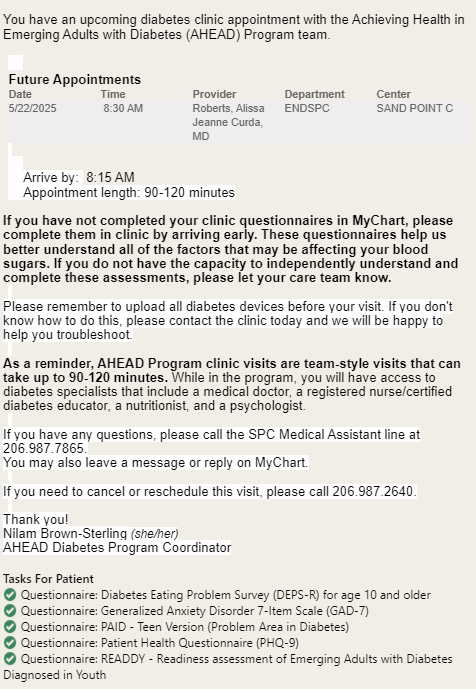 You have an upcoming diabetes clinic appointment with the Achieving Health in
Emerging Adults with Diabetes (AHEAD) Program team.
Future Appointments
Date Time Provider Department Center
5/22/2025 8:30 AM Roberts, Alissa ENDSPC SAND POINT C
Jeanne Curda,
MD
Arrive by: 8:15 AM
Appointment length: 90-120 minutes
If you have not completed your clinic questionnaires in MyChart, please
complete them in clinic by arriving early. These questionnaires help us
better understand all of the factors that may be affecting your blood
sugars. If you do not have the capacity to independently understand and
complete these assessments, please let your care team know.
Please remember to upload all diabetes devices before your visit. If you don't
know how to do this, please contact the clinic today and we will be happy to
help you troubleshoot.
As a reminder, AHEAD Program clinic visits are team-style visits that can
take up to 90-120 minutes. While in the program, you will have access to
diabetes specialists that include a medical doctor, a registered nurse/certified
diabetes educator, a nutritionist, and a psychologist.
If you have any questions, please call the SPC Medical Assistant line at
206.987.7865.
You may also leave a message or reply on MyChart.
If you need to cancel or reschedule this visit, please call 206.987.2640.
Thank you!
Nilam Brown-Sterling (she/her)
AHEAD Diabetes Program Coordinator
Tasks For Patient
Questionnaire: Diabetes Eating Problem Survey (DEPS-R) for age 10 and older
Questionnaire: Generalized Anxiety Disorder 7-Item Scale (GAD-7)
Questionnaire: PAID - Teen Version (Problem Area in Diabetes)
Questionnaire: Patient Health Questionnaire (PHQ-9)
Questionnaire: READDY - Readiness assessment of Emerging Adults with Diabetes
Diagnosed in Youth